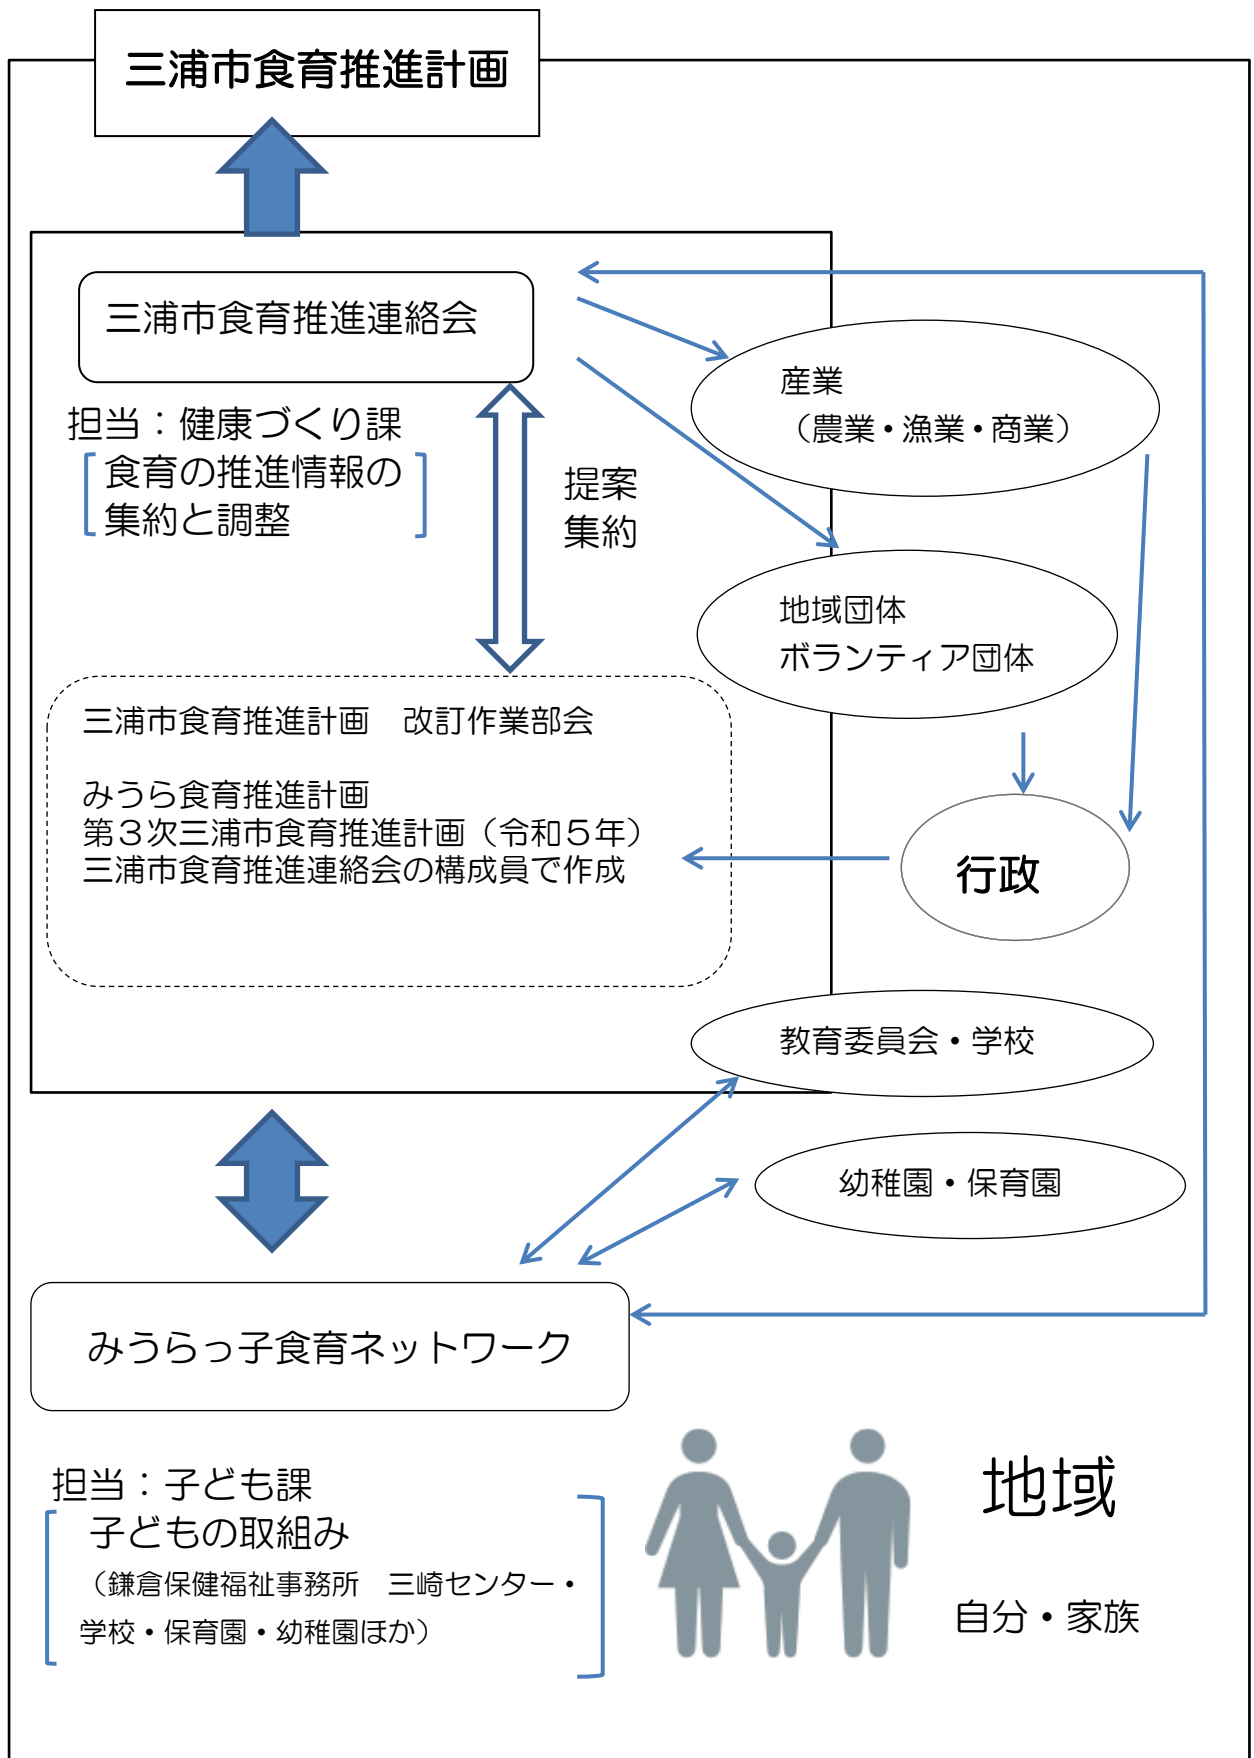 三浦市食育推進計画
三浦市食育推進連絡会
担当：健康づくり課
食育の推進情報の
集約と調整
提案
集約
産業
（農業・漁業・商業）
地域団体
ボランティア団体
三浦市食育推進計画　改訂作業部会
みうら食育推進計画
第３次三浦市食育推進計画（令和５年）
三浦市食育推進連絡会の構成員で作成
行政
教育委員会・学校
幼稚園・保育園
みうらっ子食育ネットワーク
担当：子ども課
子どもの取組み
（鎌倉保健福祉事務所　三崎センター・
学校・保育園・幼稚園ほか）
地域
自分・家族